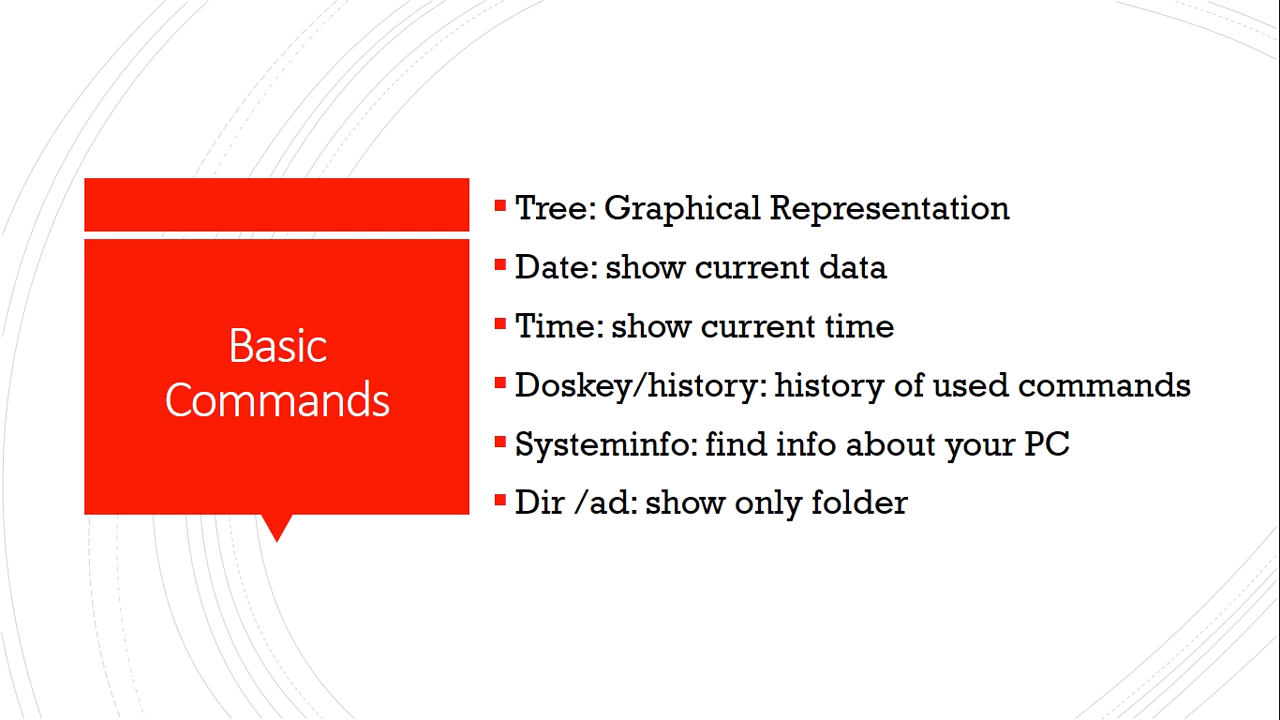 Basic
Commands
Tree: Graphical Representation
Date: show current data
Time: show current time
Doskey/history: history of used commands
Systeminfo: find info about your PC
Dir /ad: show only folder